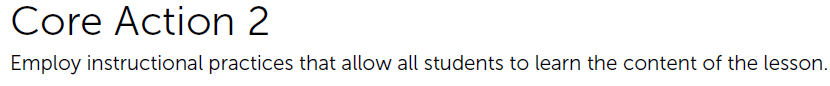 Core Action 2
Employ instructional practices that allow all students to learn the content of the lesson.